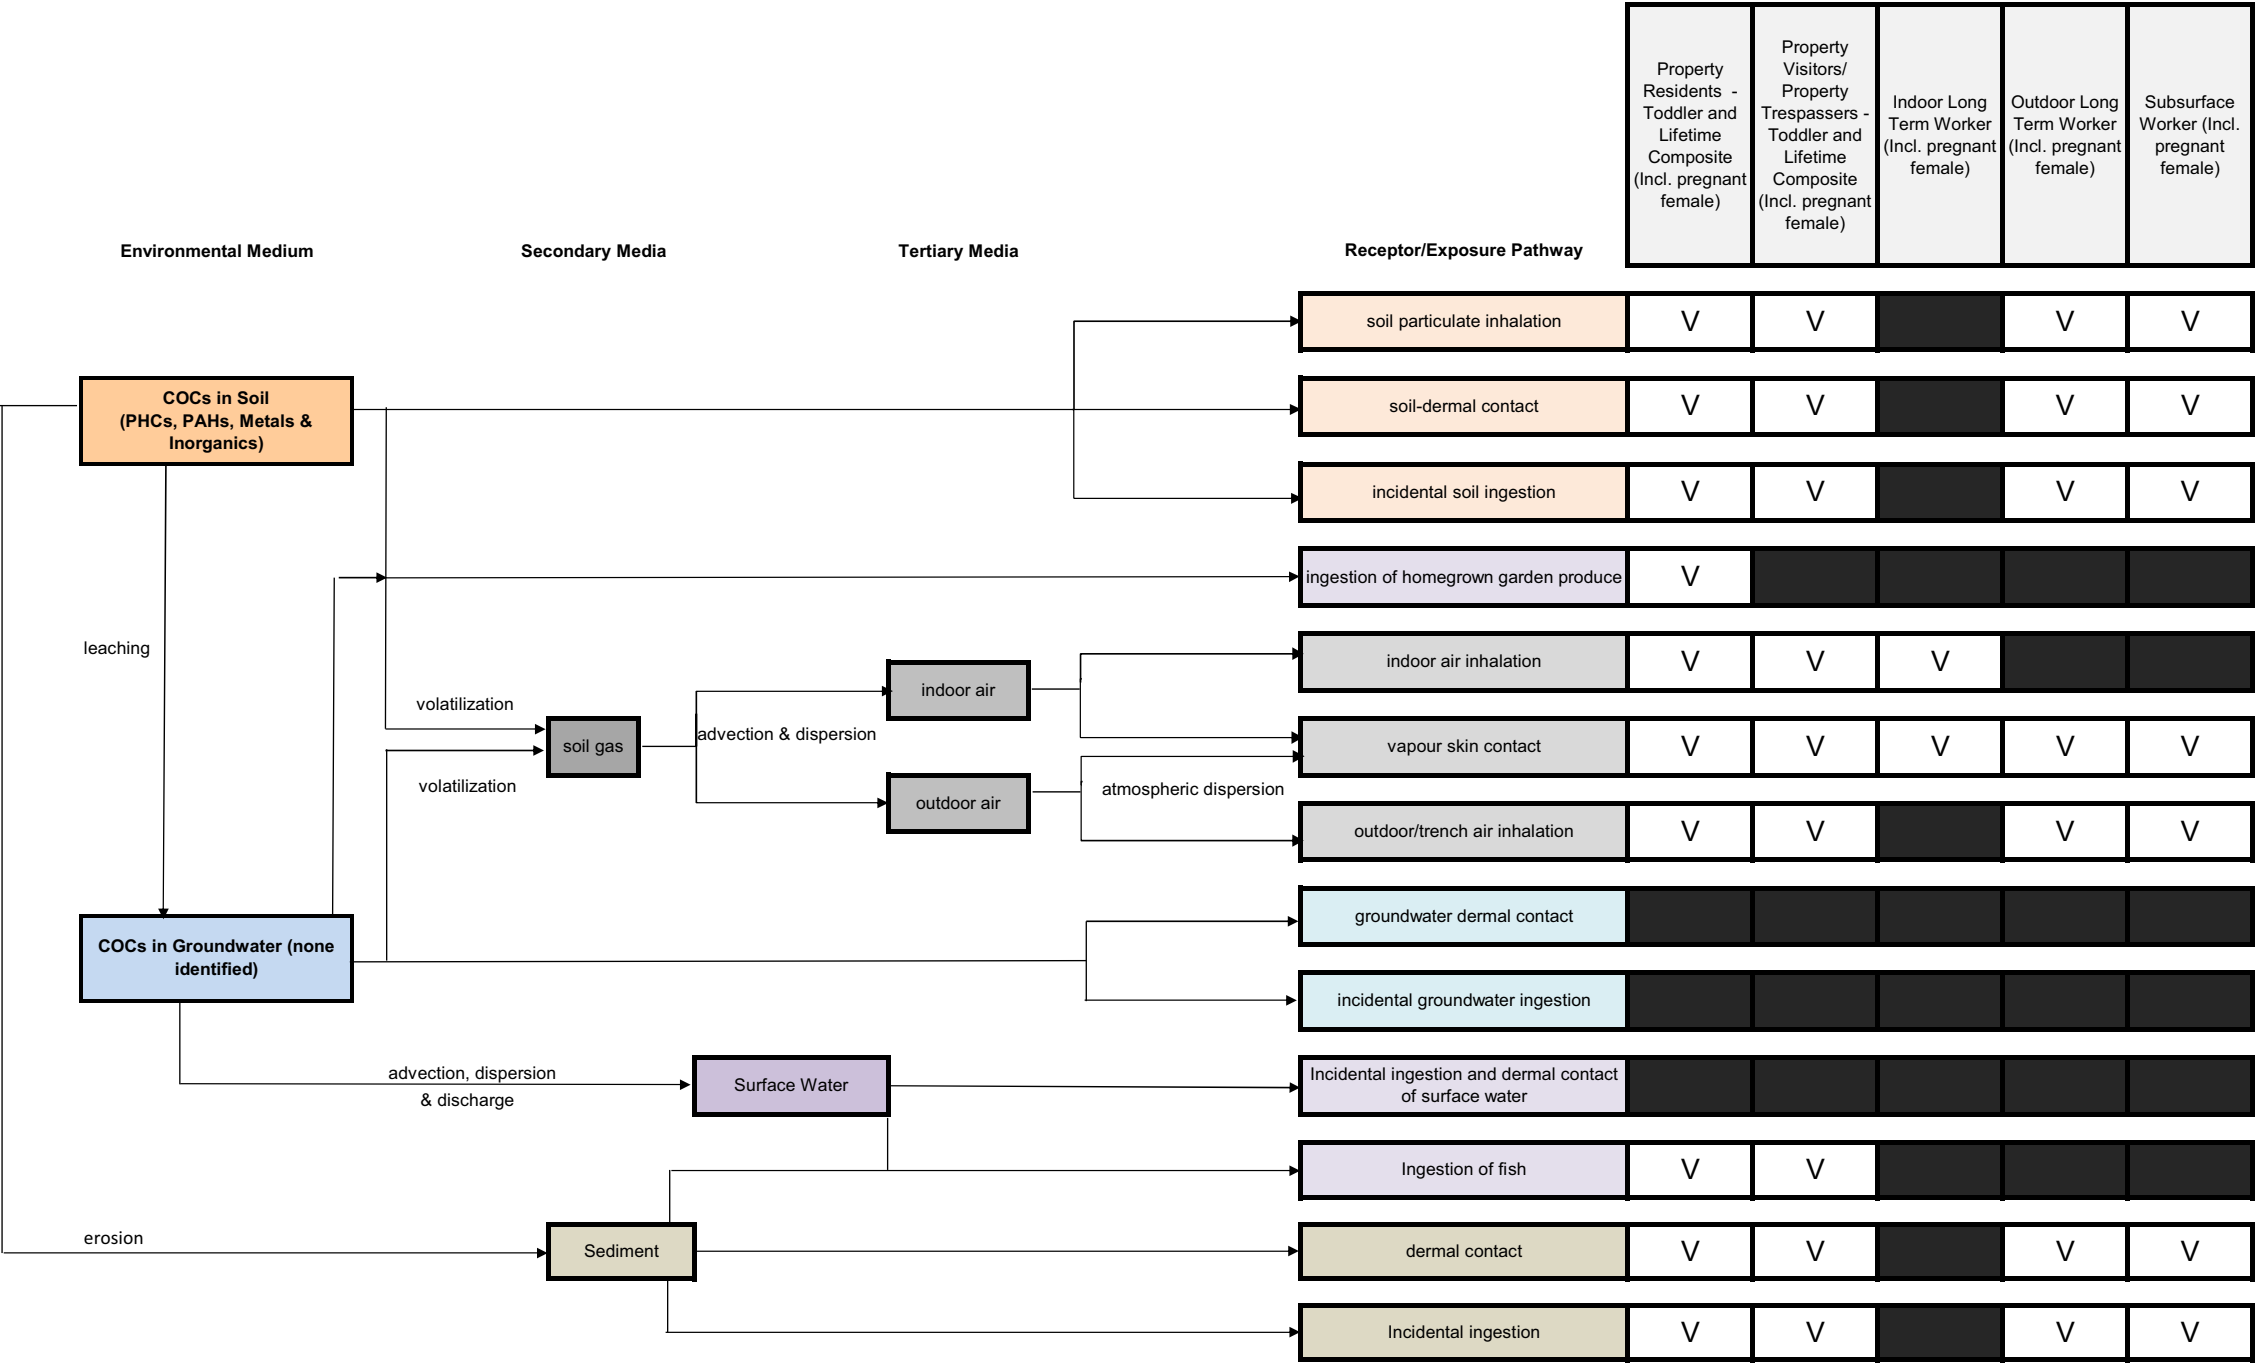 Property
Residents -
Toddler and
Lifetime
Composite
(Incl. pregnant
female)
Property
Visitors/
Property
Trespassers -
Toddler and
Lifetime
Composite
(Incl. pregnant
female)
Indoor Long
Term Worker
(Incl. pregnant
female)
Outdoor Long
Term Worker
(Incl. pregnant
female)
Subsurface
Worker (Incl.
pregnant
female)
Environmental Medium
Secondary Media
Tertiary Media
Receptor/Exposure Pathway
soil particulate inhalation V V V V
COCs in Soil
(PHCs, PAHs, Metals &
Inorganics)
soil-dermal contact V V V V
incidental soil ingestion V V V V
ingestion of homegrown garden produce V
leaching
indoor air inhalation V V V
indoor air
volatilization
advection & dispersion
soil gas
vapour skin contact V V V V V
volatilization
atmospheric dispersion
outdoor air
outdoor/trench air inhalation V V V V
groundwater dermal contact
COCs in Groundwater (none
identified)
incidental groundwater ingestion
advection, dispersion
& discharge
Surface Water
Incidental ingestion and dermal contact
of surface water
Ingestion of fish V V
erosion
Sediment
dermal contact V V V V
Incidental ingestion V V V V